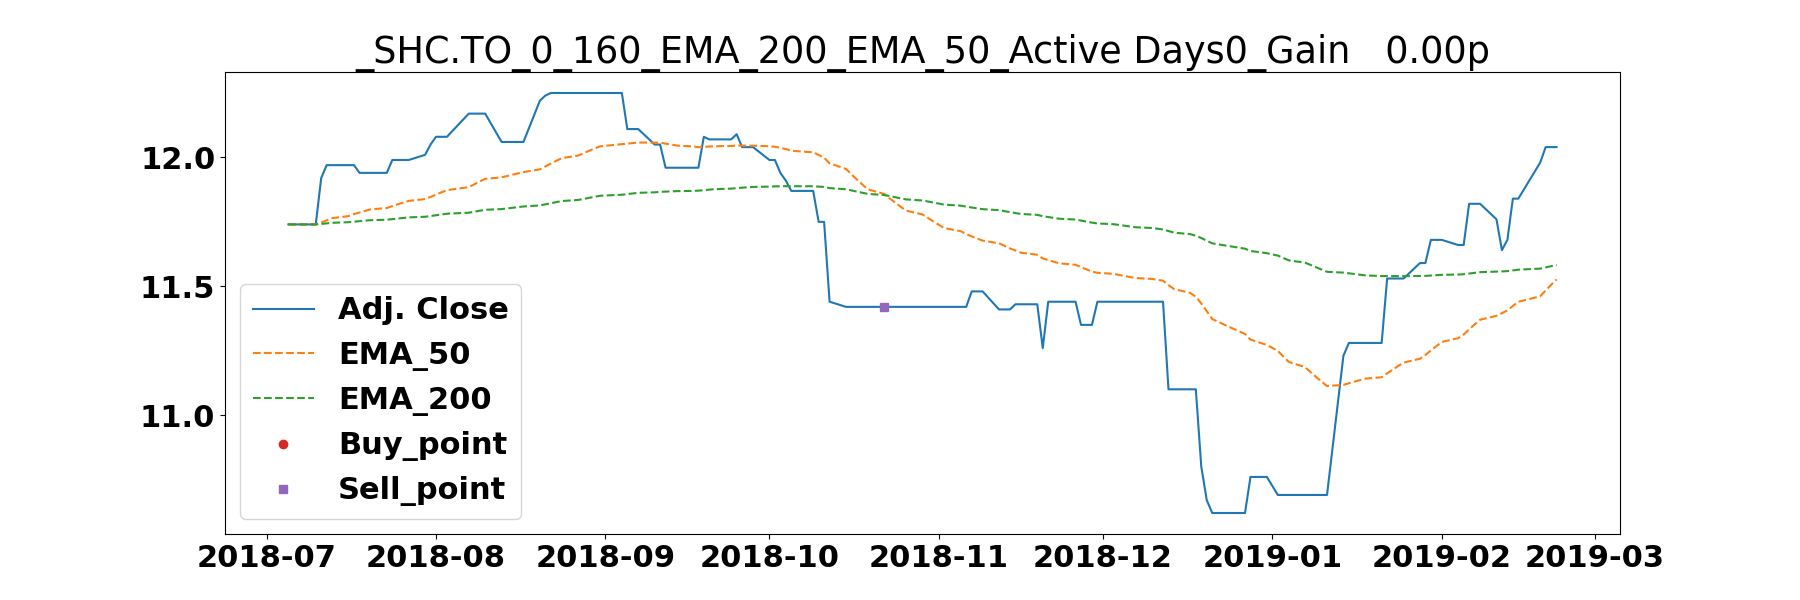 _SHC.TO_0_160_EMA_200_EMA_50_Active Days0_Gain   0.00p
12.0
11.5
11.0
Adj. Close
EMA_50
EMA_200
Buy_point
Sell_point
2018-07 2018-08 2018-09 2018-10 2018-11 2018-12 2019-01 2019-02 2019-03